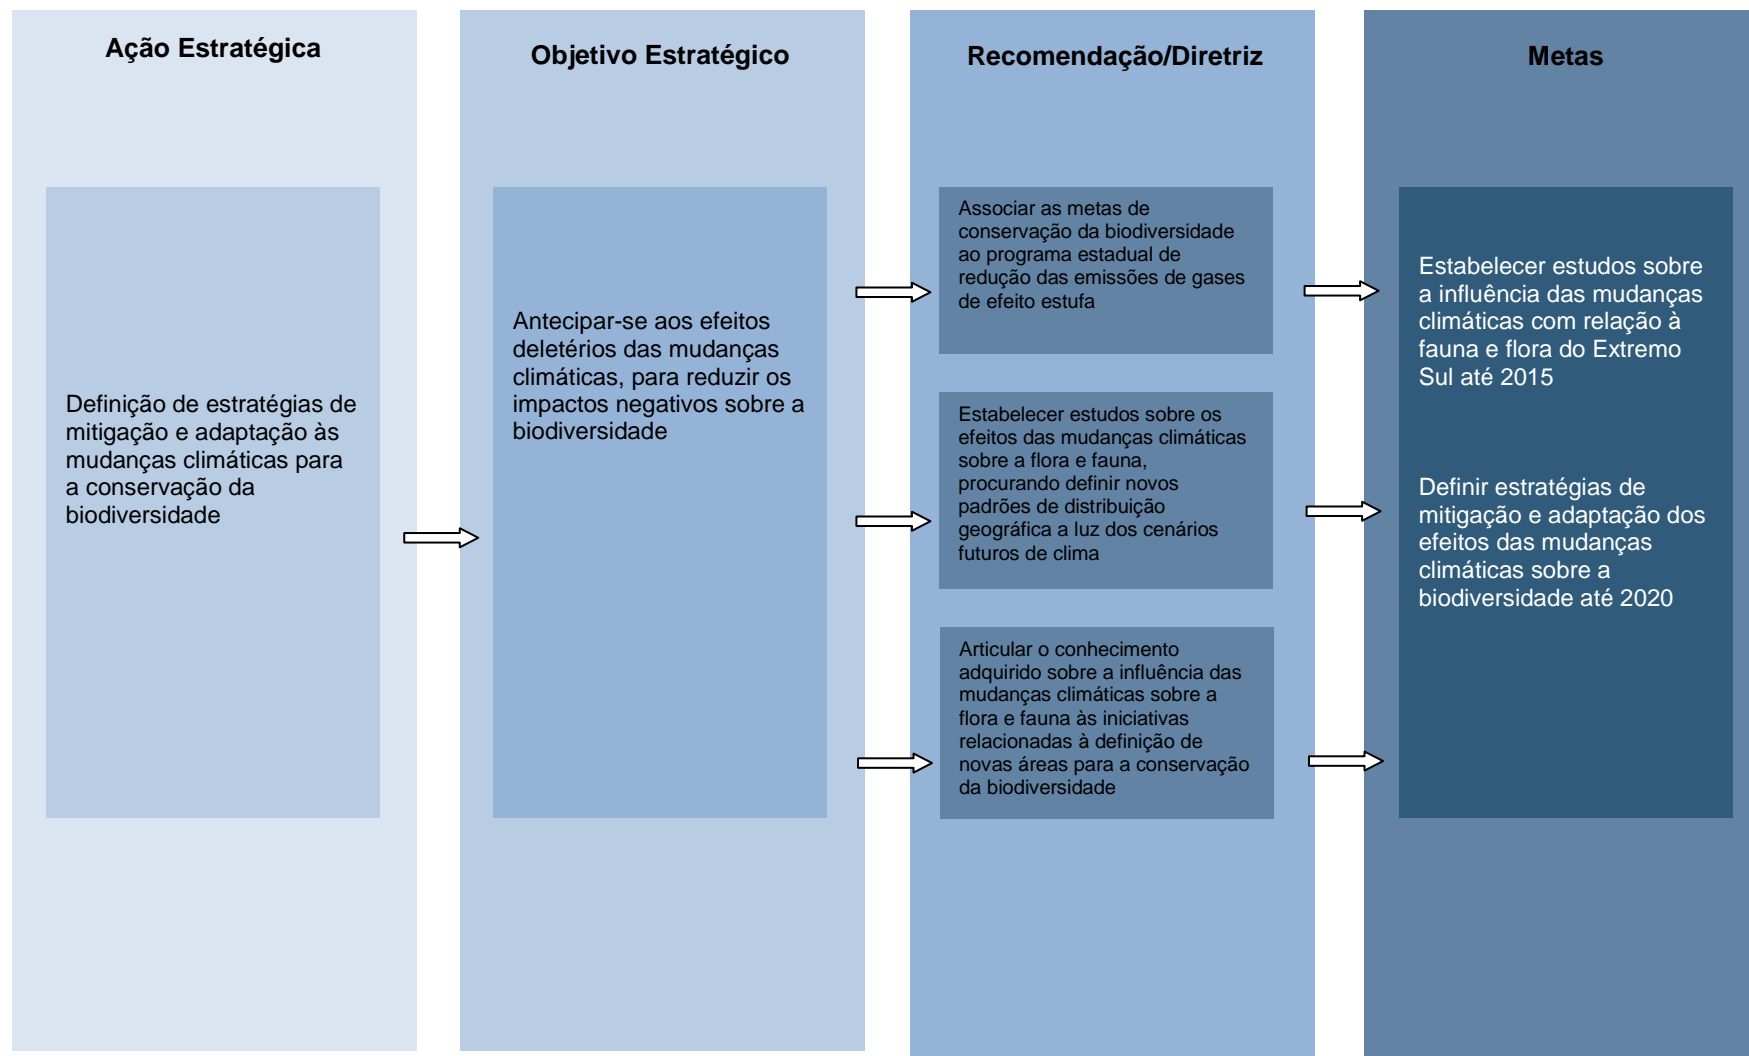 Ação Estratégica
Definição de estratégias de
mitigação e adaptação às
mudanças climáticas para
a conservação da
biodiversidade
Objetivo Estratégico
Antecipar-se aos efeitos
deletérios das mudanças
climáticas, para reduzir os
impactos negativos sobre a
biodiversidade
Recomendação/Diretriz
Associar as metas de
conservação da biodiversidade
ao programa estadual de
redução das emissões de gases
de efeito estufa
Estabelecer estudos sobre os
efeitos das mudanças climáticas
sobre a flora e fauna,
procurando definir novos
padrões de distribuição
geográfica a luz dos cenários
futuros de clima
Articular o conhecimento
adquirido sobre a influência das
mudanças climáticas sobre a
flora e fauna às iniciativas
relacionadas à definição de
novas áreas para a conservação
da biodiversidade
Metas
Estabelecer estudos sobre
a influência das mudanças
climáticas com relação à
fauna e flora do Extremo
Sul até 2015
Definir estratégias de
mitigação e adaptação dos
efeitos das mudanças
climáticas sobre a
biodiversidade até 2020